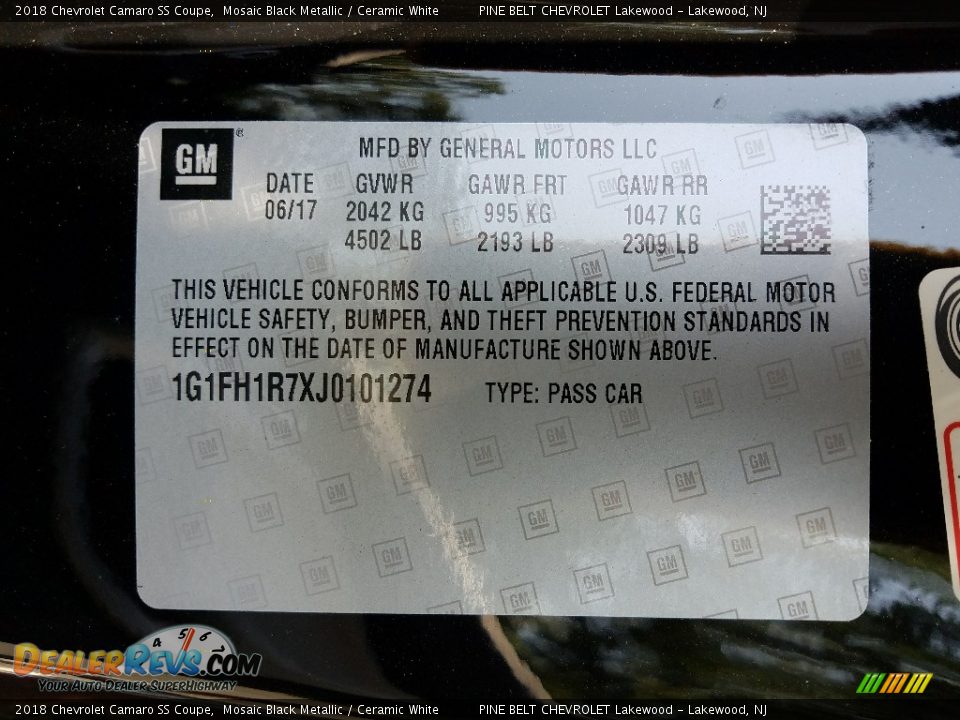 2018 Chevrolet Camaro SS Coupe, Mosaic Black Metallic / Ceramic White PINE BELT CHEVROLET Lakewood - Lakewood, NJ
GM ®
MFD BY GENERAL MOTORS LLC
DATE GVWR GAWR FRT GAWR RR
06/17 2042 KG 995 KG 1047 KG
4502 LB 2193 LB 2309 LB
THIS VEHICLE CONFORMS TO ALL APPLICABLE U.S. FEDERAL MOTOR
VEHICLE SAFETY, BUMPER, AND THEFT PREVENTION STANDARDS IN
EFFECT ON THE DATE OF MANUFACTURE SHOWN ABOVE.
1G1FH1R7XJ0101274 TYPE: PASS CAR
4 5 6
DEALERREVS.COM
YOUR AUTO DEALER SUPERHIGHWAY
2018 Chevrolet Camaro SS Coupe, Mosaic Black Metallic / Ceramic White PINE BELT CHEVROLET Lakewood - Lakewood, NJ